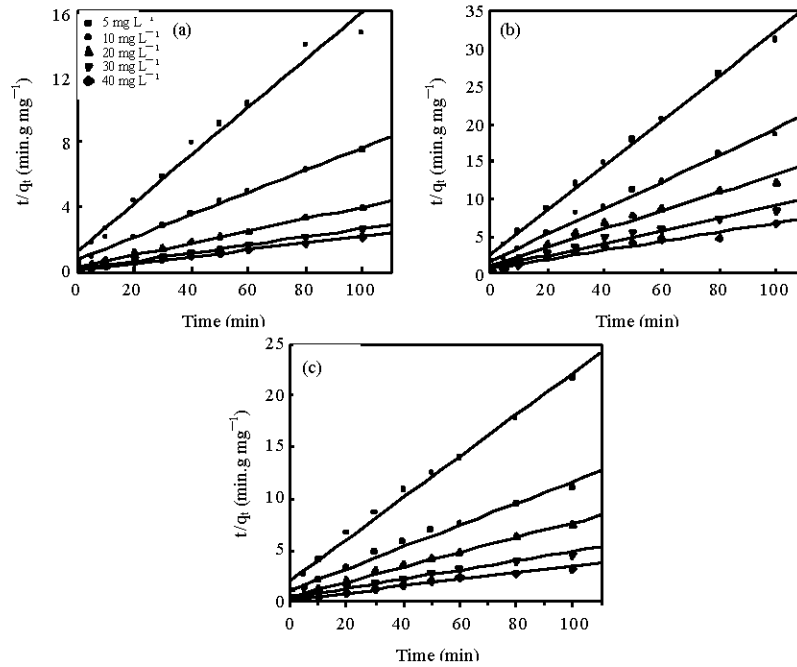 (a)
5 mg L⁻¹
10 mg L⁻¹
20 mg L⁻¹
30 mg L⁻¹
40 mg L⁻¹
16
12
8
4
0
t/qₜ (min.g mg⁻¹)
0 20 40 60 80 100
Time (min)
(b)
35
30
25
20
15
10
5
0
t/qₜ (min.g mg⁻¹)
0 20 40 60 80 100
Time (min)
(c)
25
20
15
10
5
0
t/qₜ (min.g mg⁻¹)
0 20 40 60 80 100
Time (min)